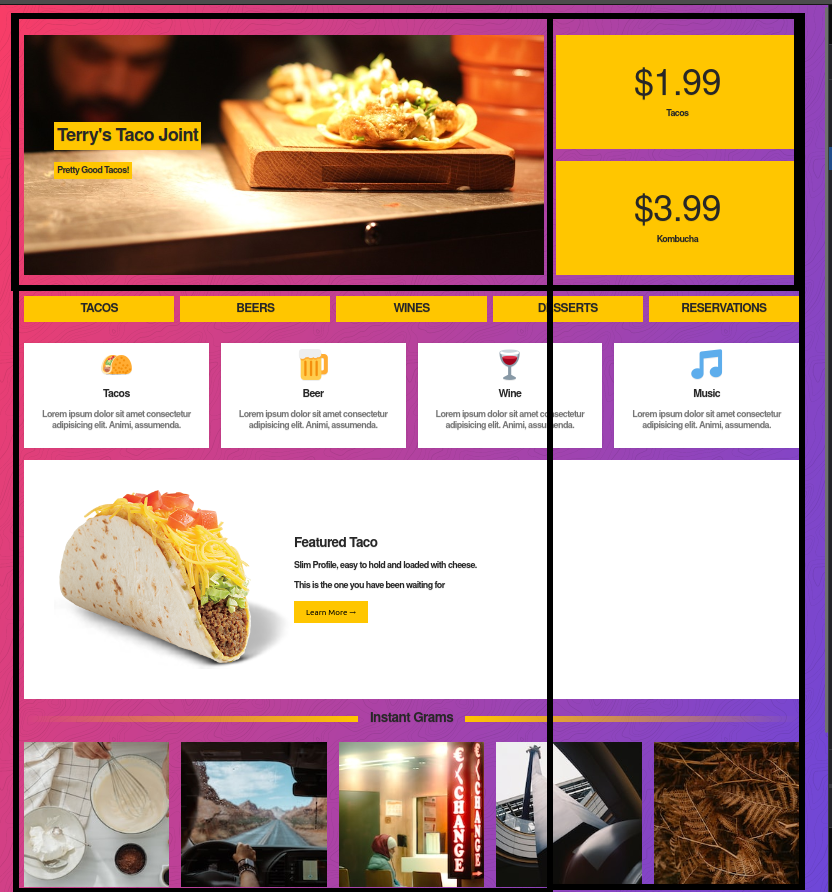 Terry's Taco Joint
Pretty Good Tacos!
$1.99
Tacos
$3.99
Kombucha
TACOS
BEERS
WINES
DESSERTS
RESERVATIONS
Tacos
Lorem ipsum dolor sit amet consectetur
adipisicing elit. Animi, assumenda.
Beer
Lorem ipsum dolor sit amet consectetur
adipisicing elit. Animi, assumenda.
Wine
Lorem ipsum dolor sit amet consectetur
adipisicing elit. Animi, assumenda.
Music
Lorem ipsum dolor sit amet consectetur
adipisicing elit. Animi, assumenda.
Featured Taco
Slim Profile, easy to hold and loaded with cheese.
This is the one you have been waiting for
Learn More →
Instant Grams
EXCHANGE
EXCHANGE